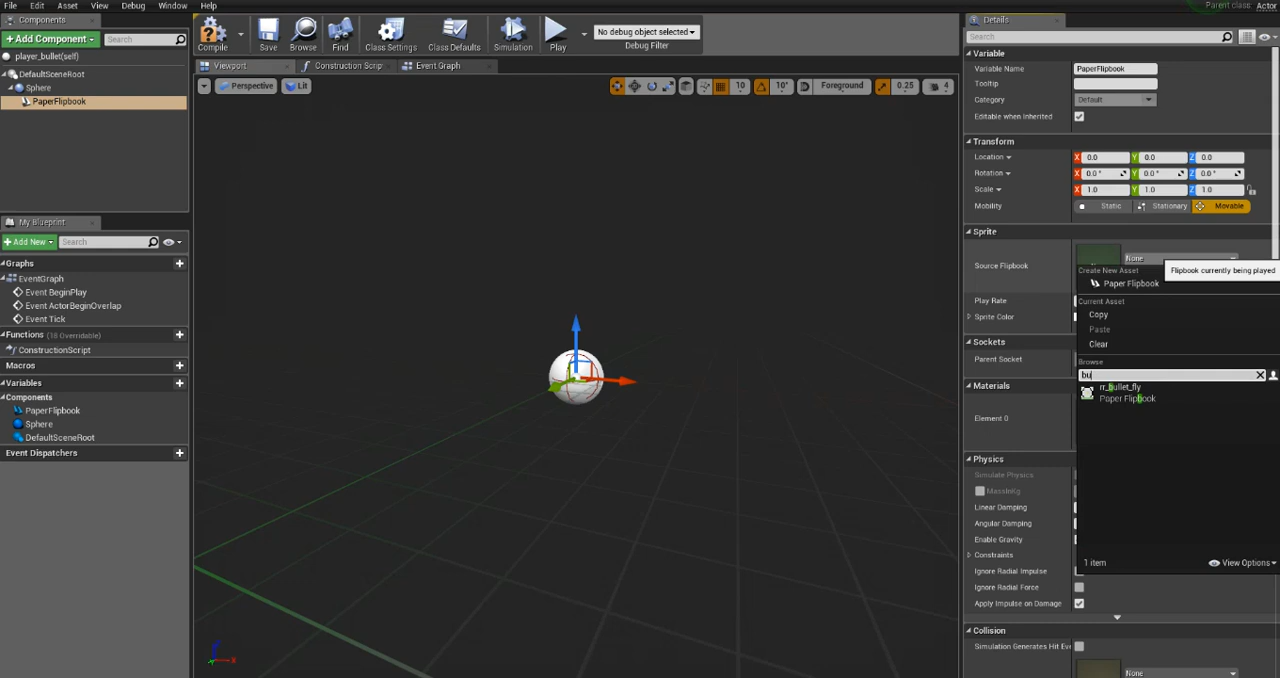 File Edit Asset View Debug Window Help
Parent class: Actor
Components
+ Add Component
Search
player_bullet(self)
DefaultSceneRoot
Sphere
PaperFlipbook
My Blueprint
+ Add New
Search
Graphs
EventGraph
Event BeginPlay
Event ActorBeginOverlap
Event Tick
Functions (18 Overridable)
ConstructionScript
Macros
Variables
Components
PaperFlipbook
Sphere
DefaultSceneRoot
Event Dispatchers
Compile Save Browse Find Class Settings Class Defaults Simulation Play
No debug object selected
Debug Filter
Viewport Construction Scrip Event Graph
Perspective Lit
10 10° Foreground 0.25 4
X
Details
Search
Variable
Variable Name PaperFlipbook
Tooltip
Category Default
Editable when Inherited
Transform
Location X 0.0 Y 0.0 Z 0.0
Rotation X 0.0 ° Y 0.0 ° Z 0.0 °
Scale X 1.0 Y 1.0 Z 1.0
Mobility Static Stationary Movable
Sprite
Source Flipbook None
Flipbook currently being played
Create New Asset
Paper Flipbook
Play Rate
Current Asset
Sprite Color
Copy
Paste
Clear
Sockets
Parent Socket
Browse
bu
Materials
rr_bullet_fly
Paper Flipbook
Element 0
Physics
Simulate Physics
MassInKg
Linear Damping
Angular Damping
Enable Gravity
Constraints
1 item View Options
Ignore Radial Impulse
Ignore Radial Force
Apply Impulse on Damage
Collision
Simulation Generates Hit Eve
None